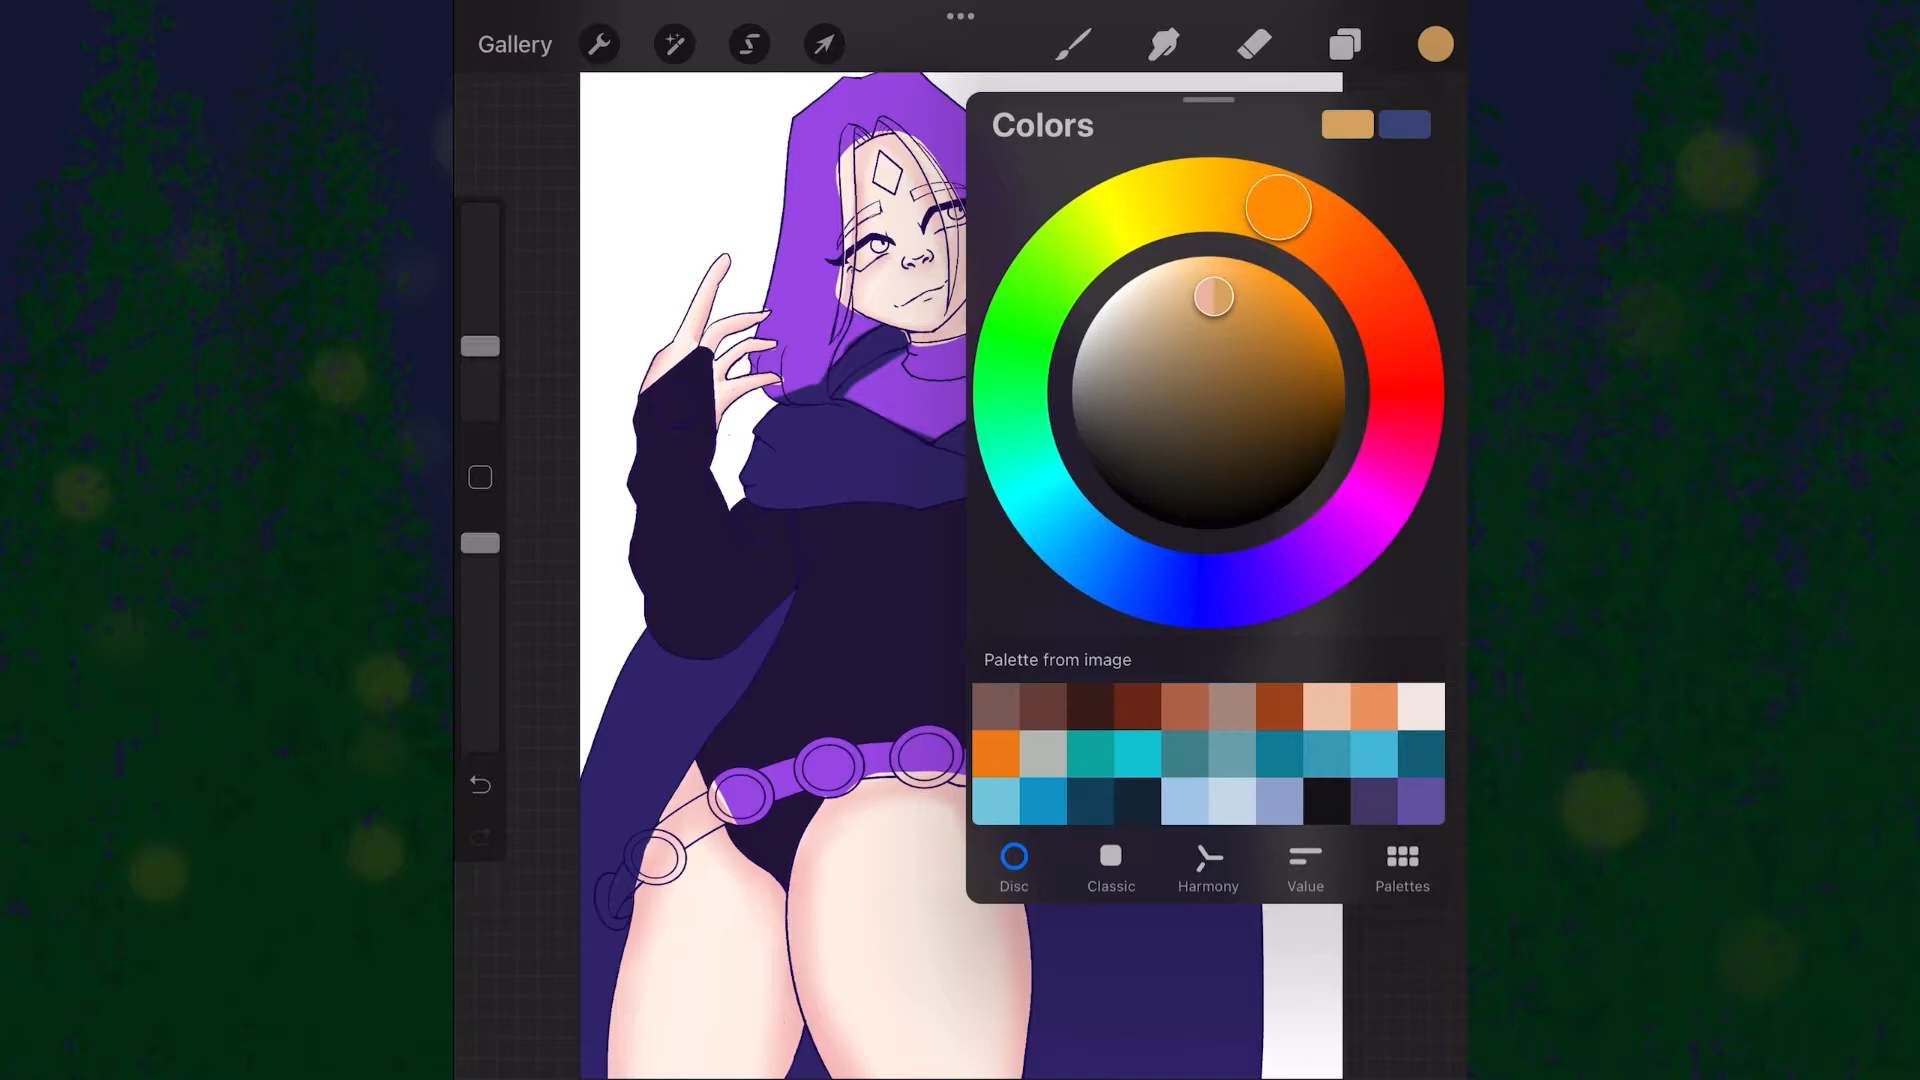 Gallery
Colors
Palette from image
Disc
Classic
Harmony
Value
Palettes